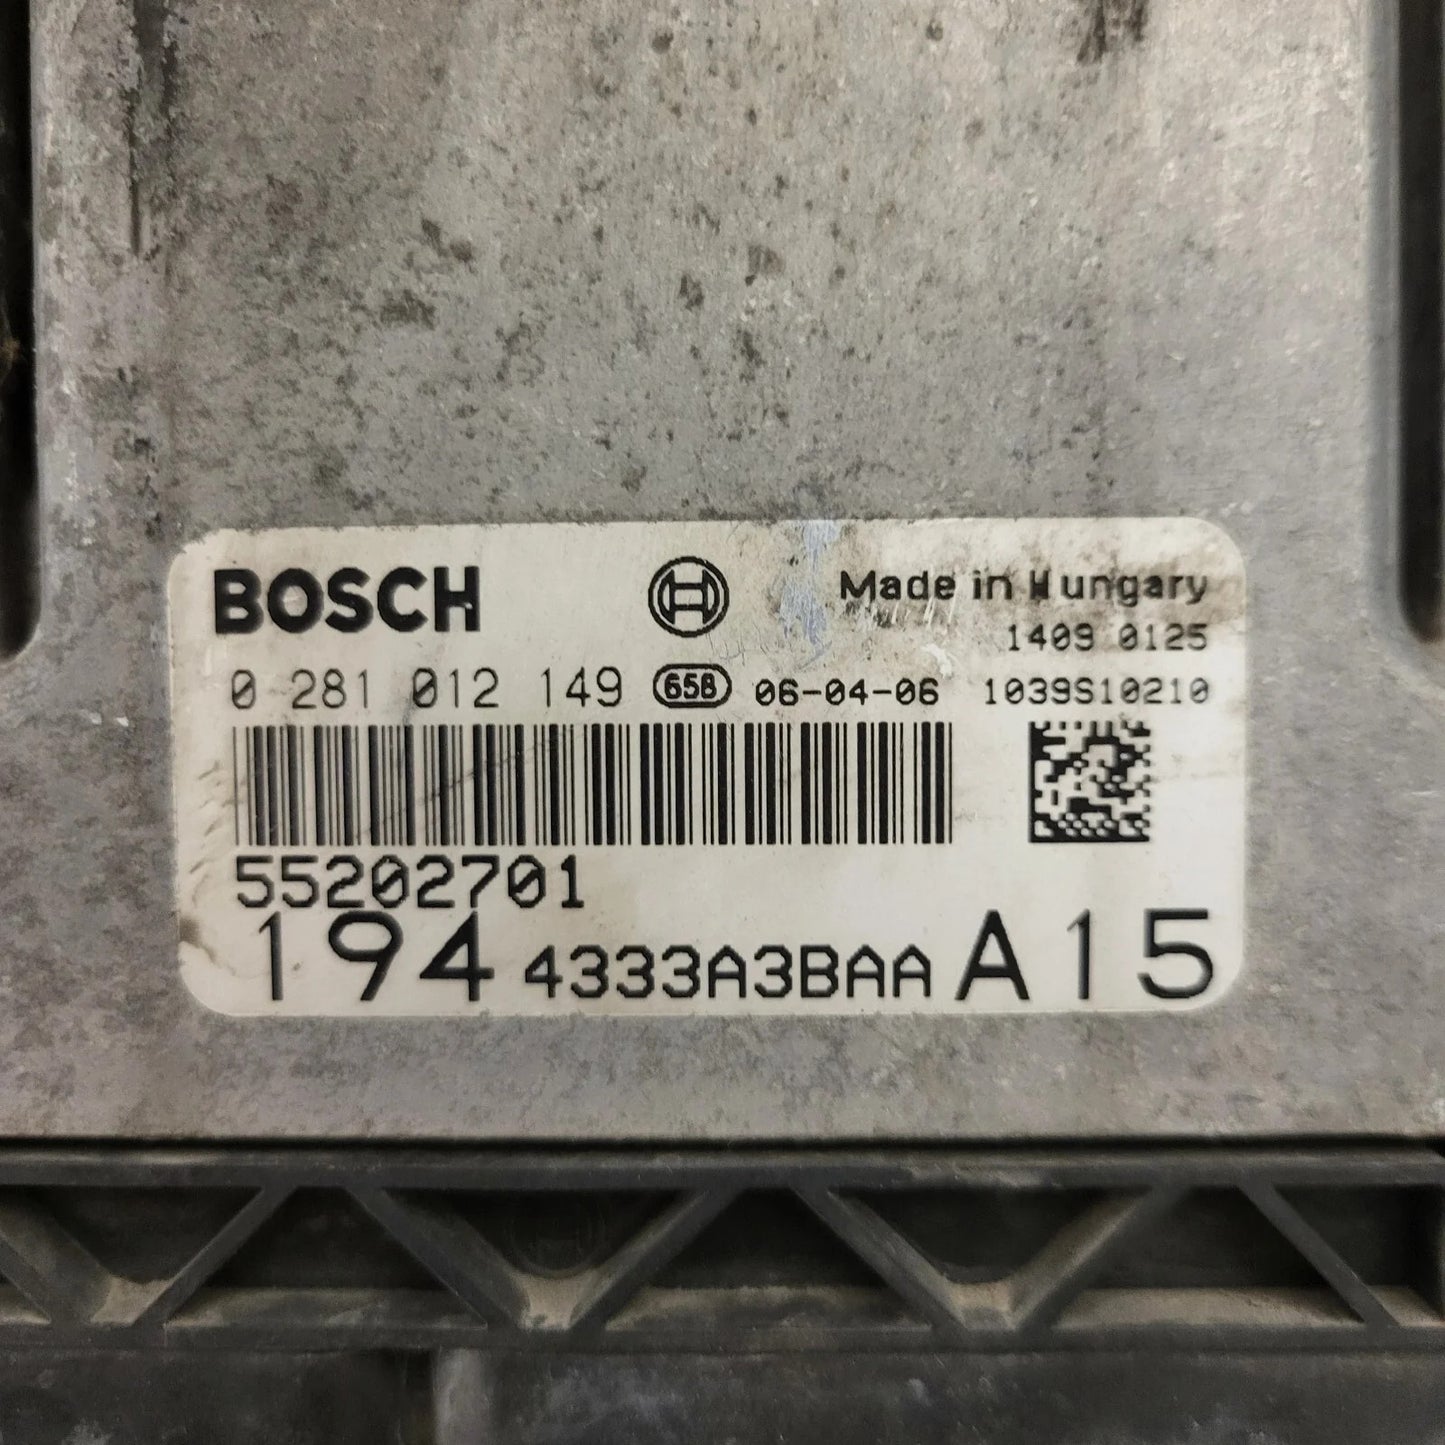 BOSCH Made in Hungary
1409 0125
0 281 012 149 658 06-04-06 1039S10210
55202701
194 4333A3BAA A15